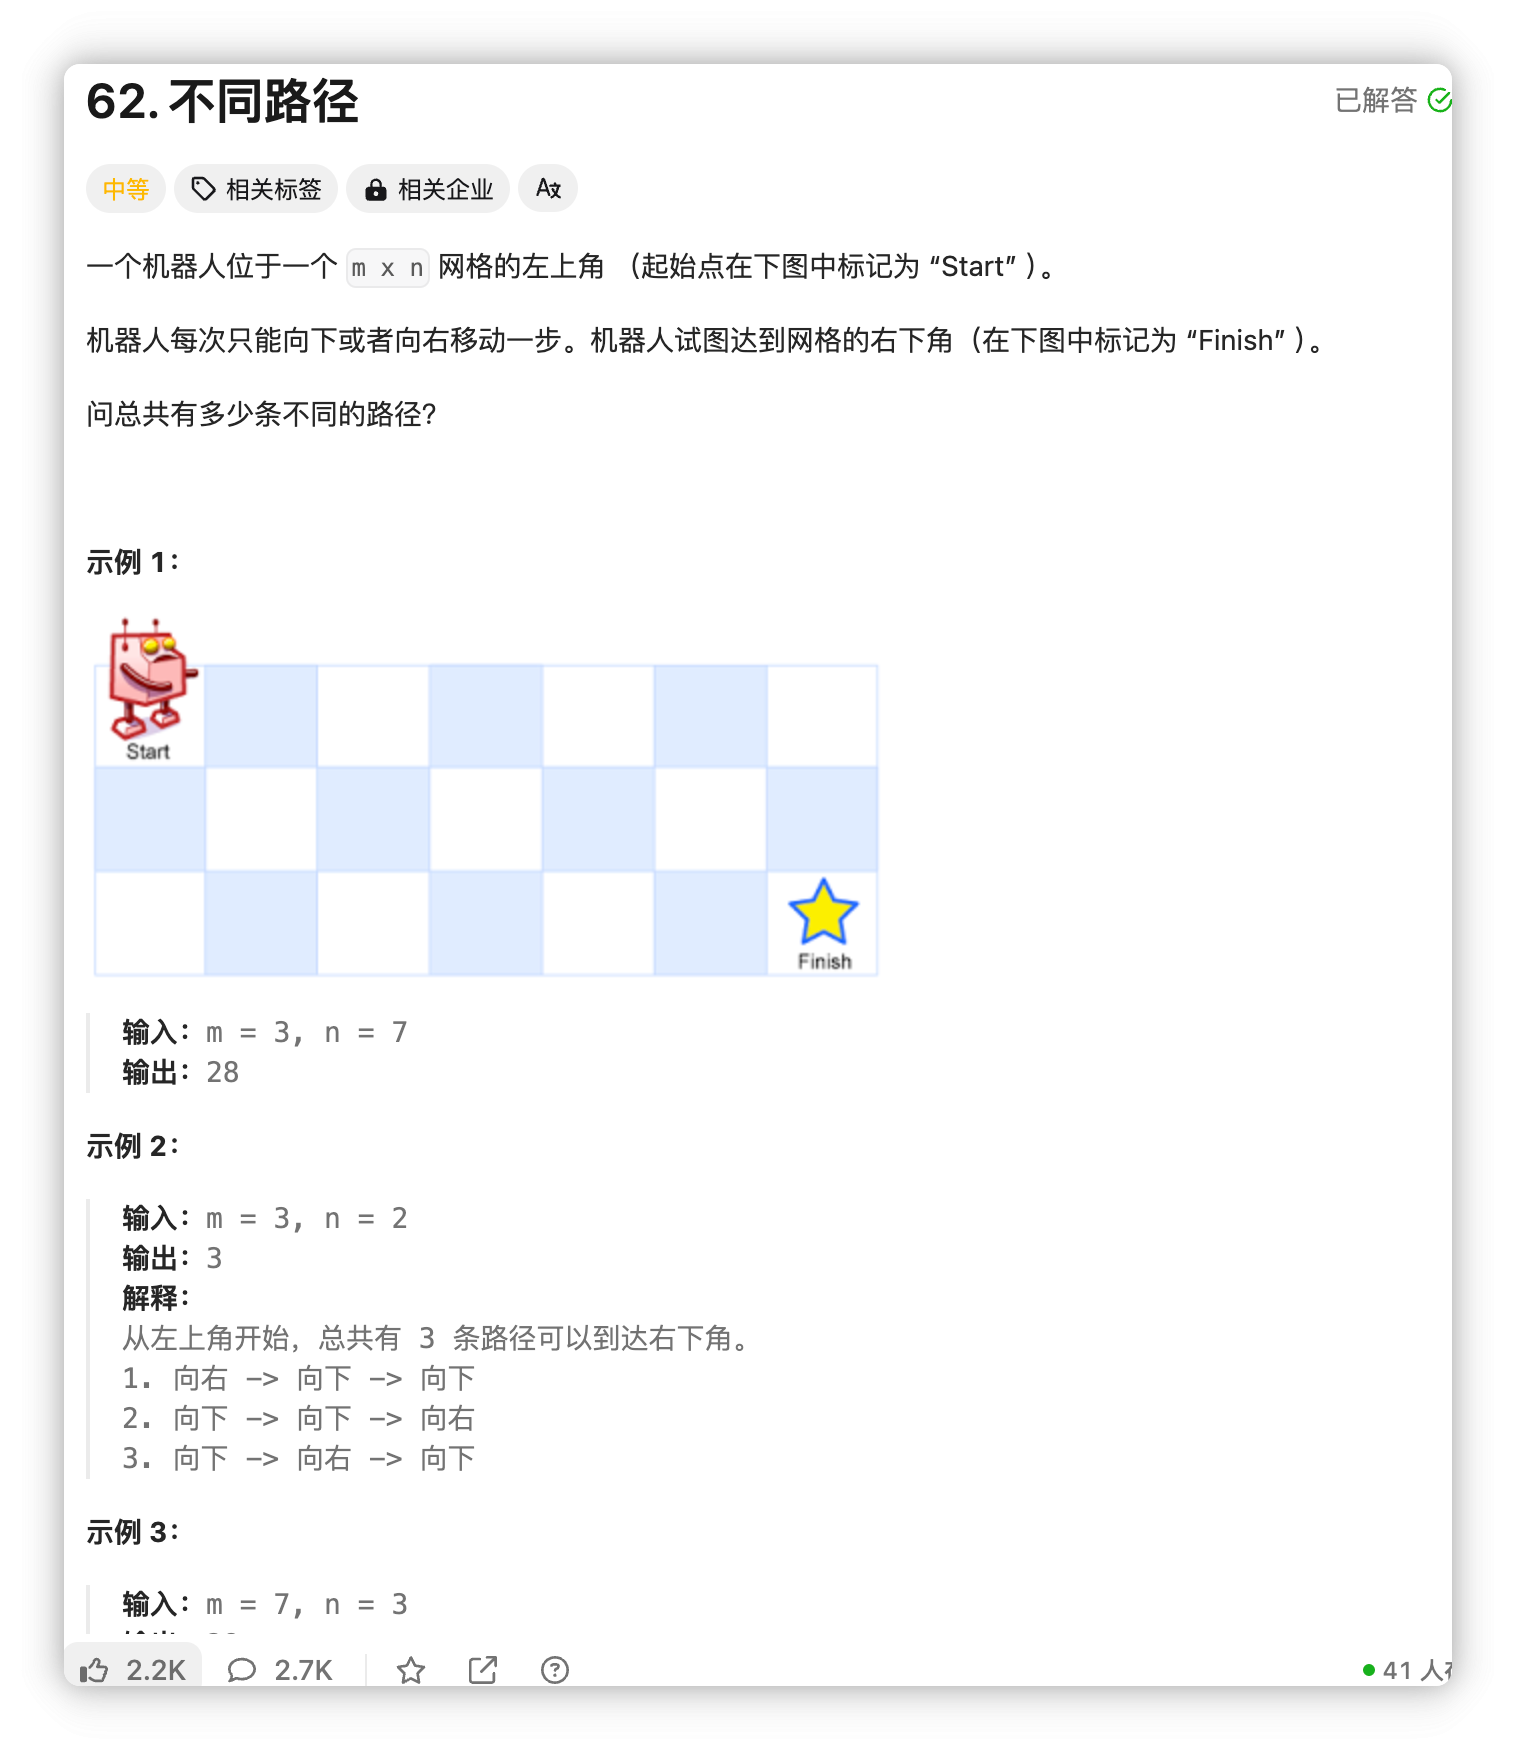 62. 不同路径
已解答
中等 相关标签 相关企业
一个机器人位于一个 m x n 网格的左上角 （起始点在下图中标记为 “Start” ）。
机器人每次只能向下或者向右移动一步。机器人试图达到网格的右下角（在下图中标记为 “Finish” ）。
问总共有多少条不同的路径?
示例 1：
Start
Finish
输入：m = 3, n = 7
输出：28
示例 2：
输入：m = 3, n = 2
输出：3
解释：
从左上角开始，总共有 3 条路径可以到达右下角。
1. 向右 -> 向下 -> 向下
2. 向下 -> 向下 -> 向右
3. 向下 -> 向右 -> 向下
示例 3：
输入：m = 7, n = 3
2.2K 2.7K
41 人